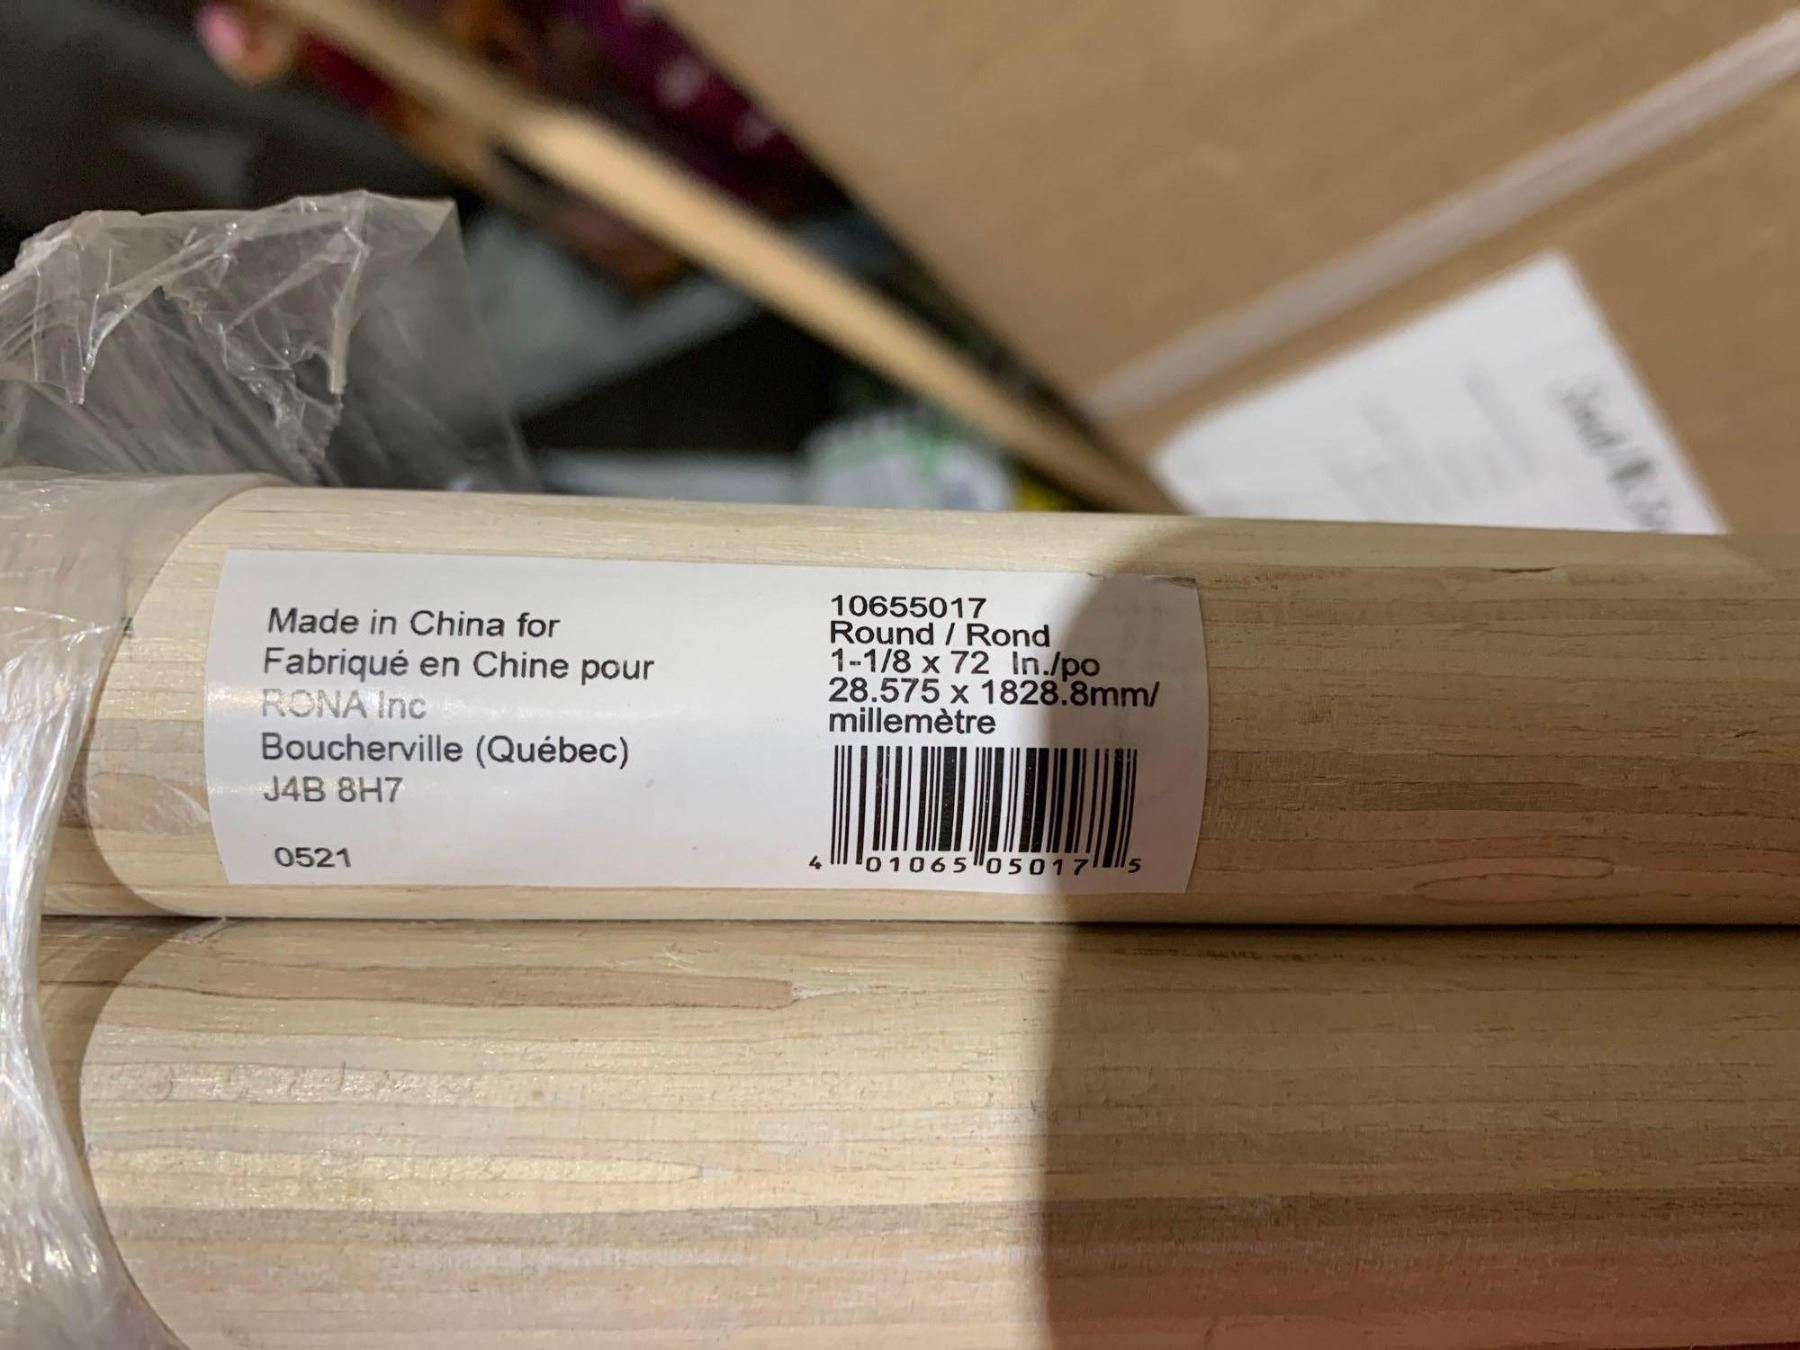 Made in China for
Fabriqué en Chine pour
RONA Inc
Boucherville (Québec)
J4B 8H7
0521
10655017
Round / Rond
1-1/8 x 72 In./po
28.575 x 1828.8mm/
millemètre
4 01065 05017 5